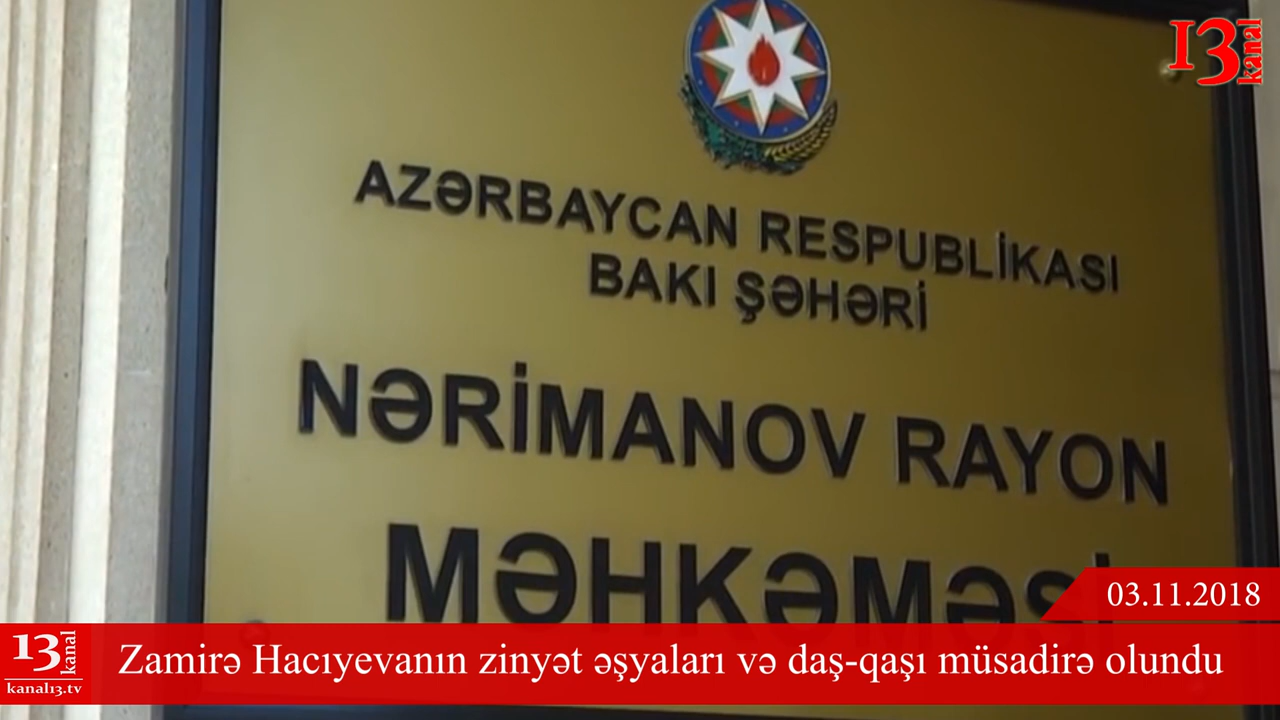 13 kanal
AZƏRBAYCAN RESPUBLİKASI
BAKI ŞƏHƏRİ
NƏRİMANOV RAYON
MƏHKƏMƏSİ
03.11.2018
13 kanal
kanal13.tv
Zamirə Hacıyevanın zinyət əşyaları və daş-qaşı müsadirə olundu